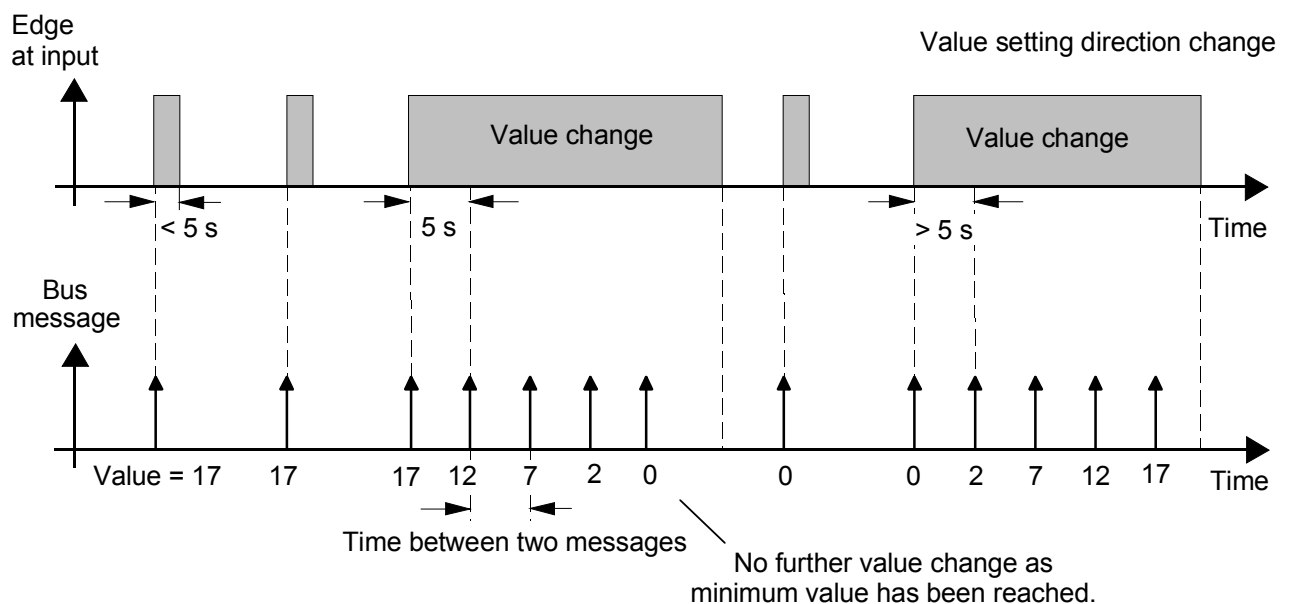 Edge
at input
Value setting direction change
Value change
Value change
< 5 s
5 s
> 5 s
Time
Bus
message
Value = 17 17 17 12 7 2 0 0 0 2 7 12 17
Time
Time between two messages
No further value change as
minimum value has been reached.